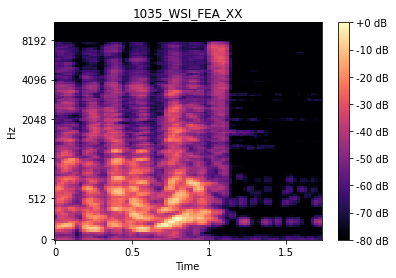 1035_WSI_FEA_XX
Hz
8192
4096
2048
1024
512
0
0
0.5
1
1.5
Time
+0 dB
-10 dB
-20 dB
-30 dB
-40 dB
-50 dB
-60 dB
-70 dB
-80 dB